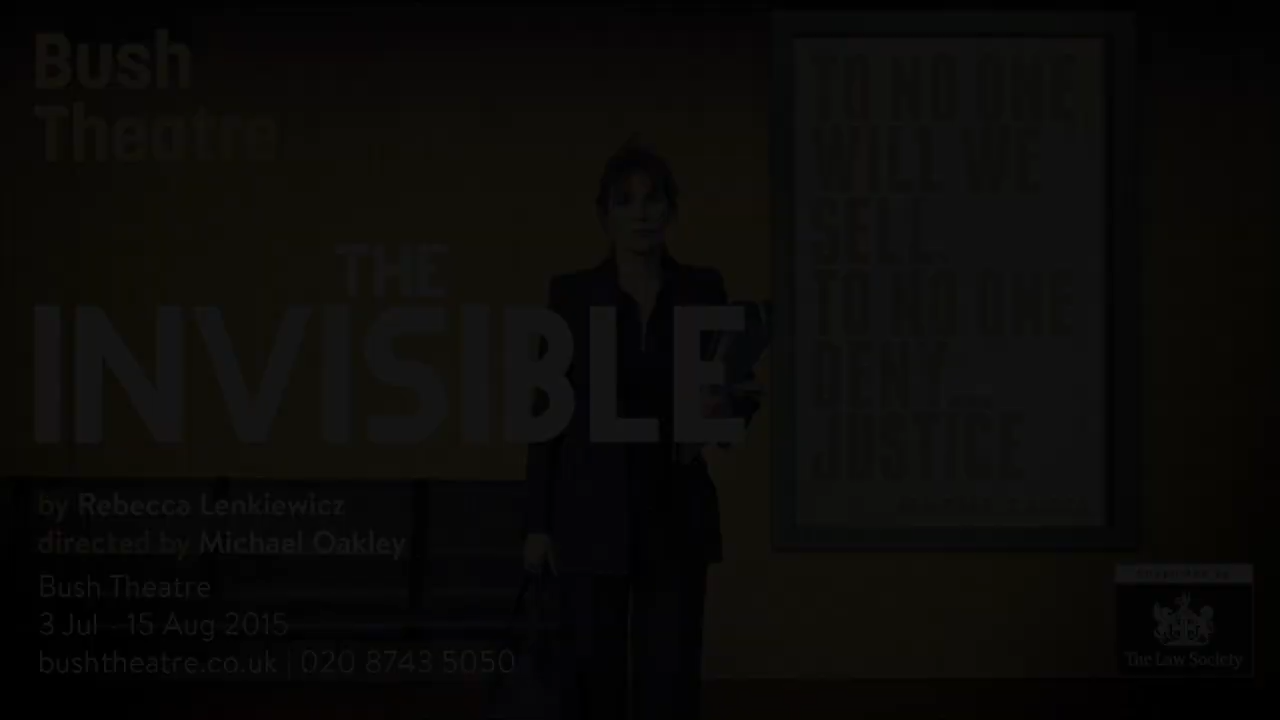 Bush
Theatre
THE
INVISIBLE
by Rebecca Lenkiewicz
directed by Michael Oakley
Bush Theatre
3 Jul - 15 Aug 2015
bushtheatre.co.uk | 020 8743 5050
TO NO ONE
WILL WE
SELL.
TO NO ONE
DENY...
JUSTICE
The Law Society